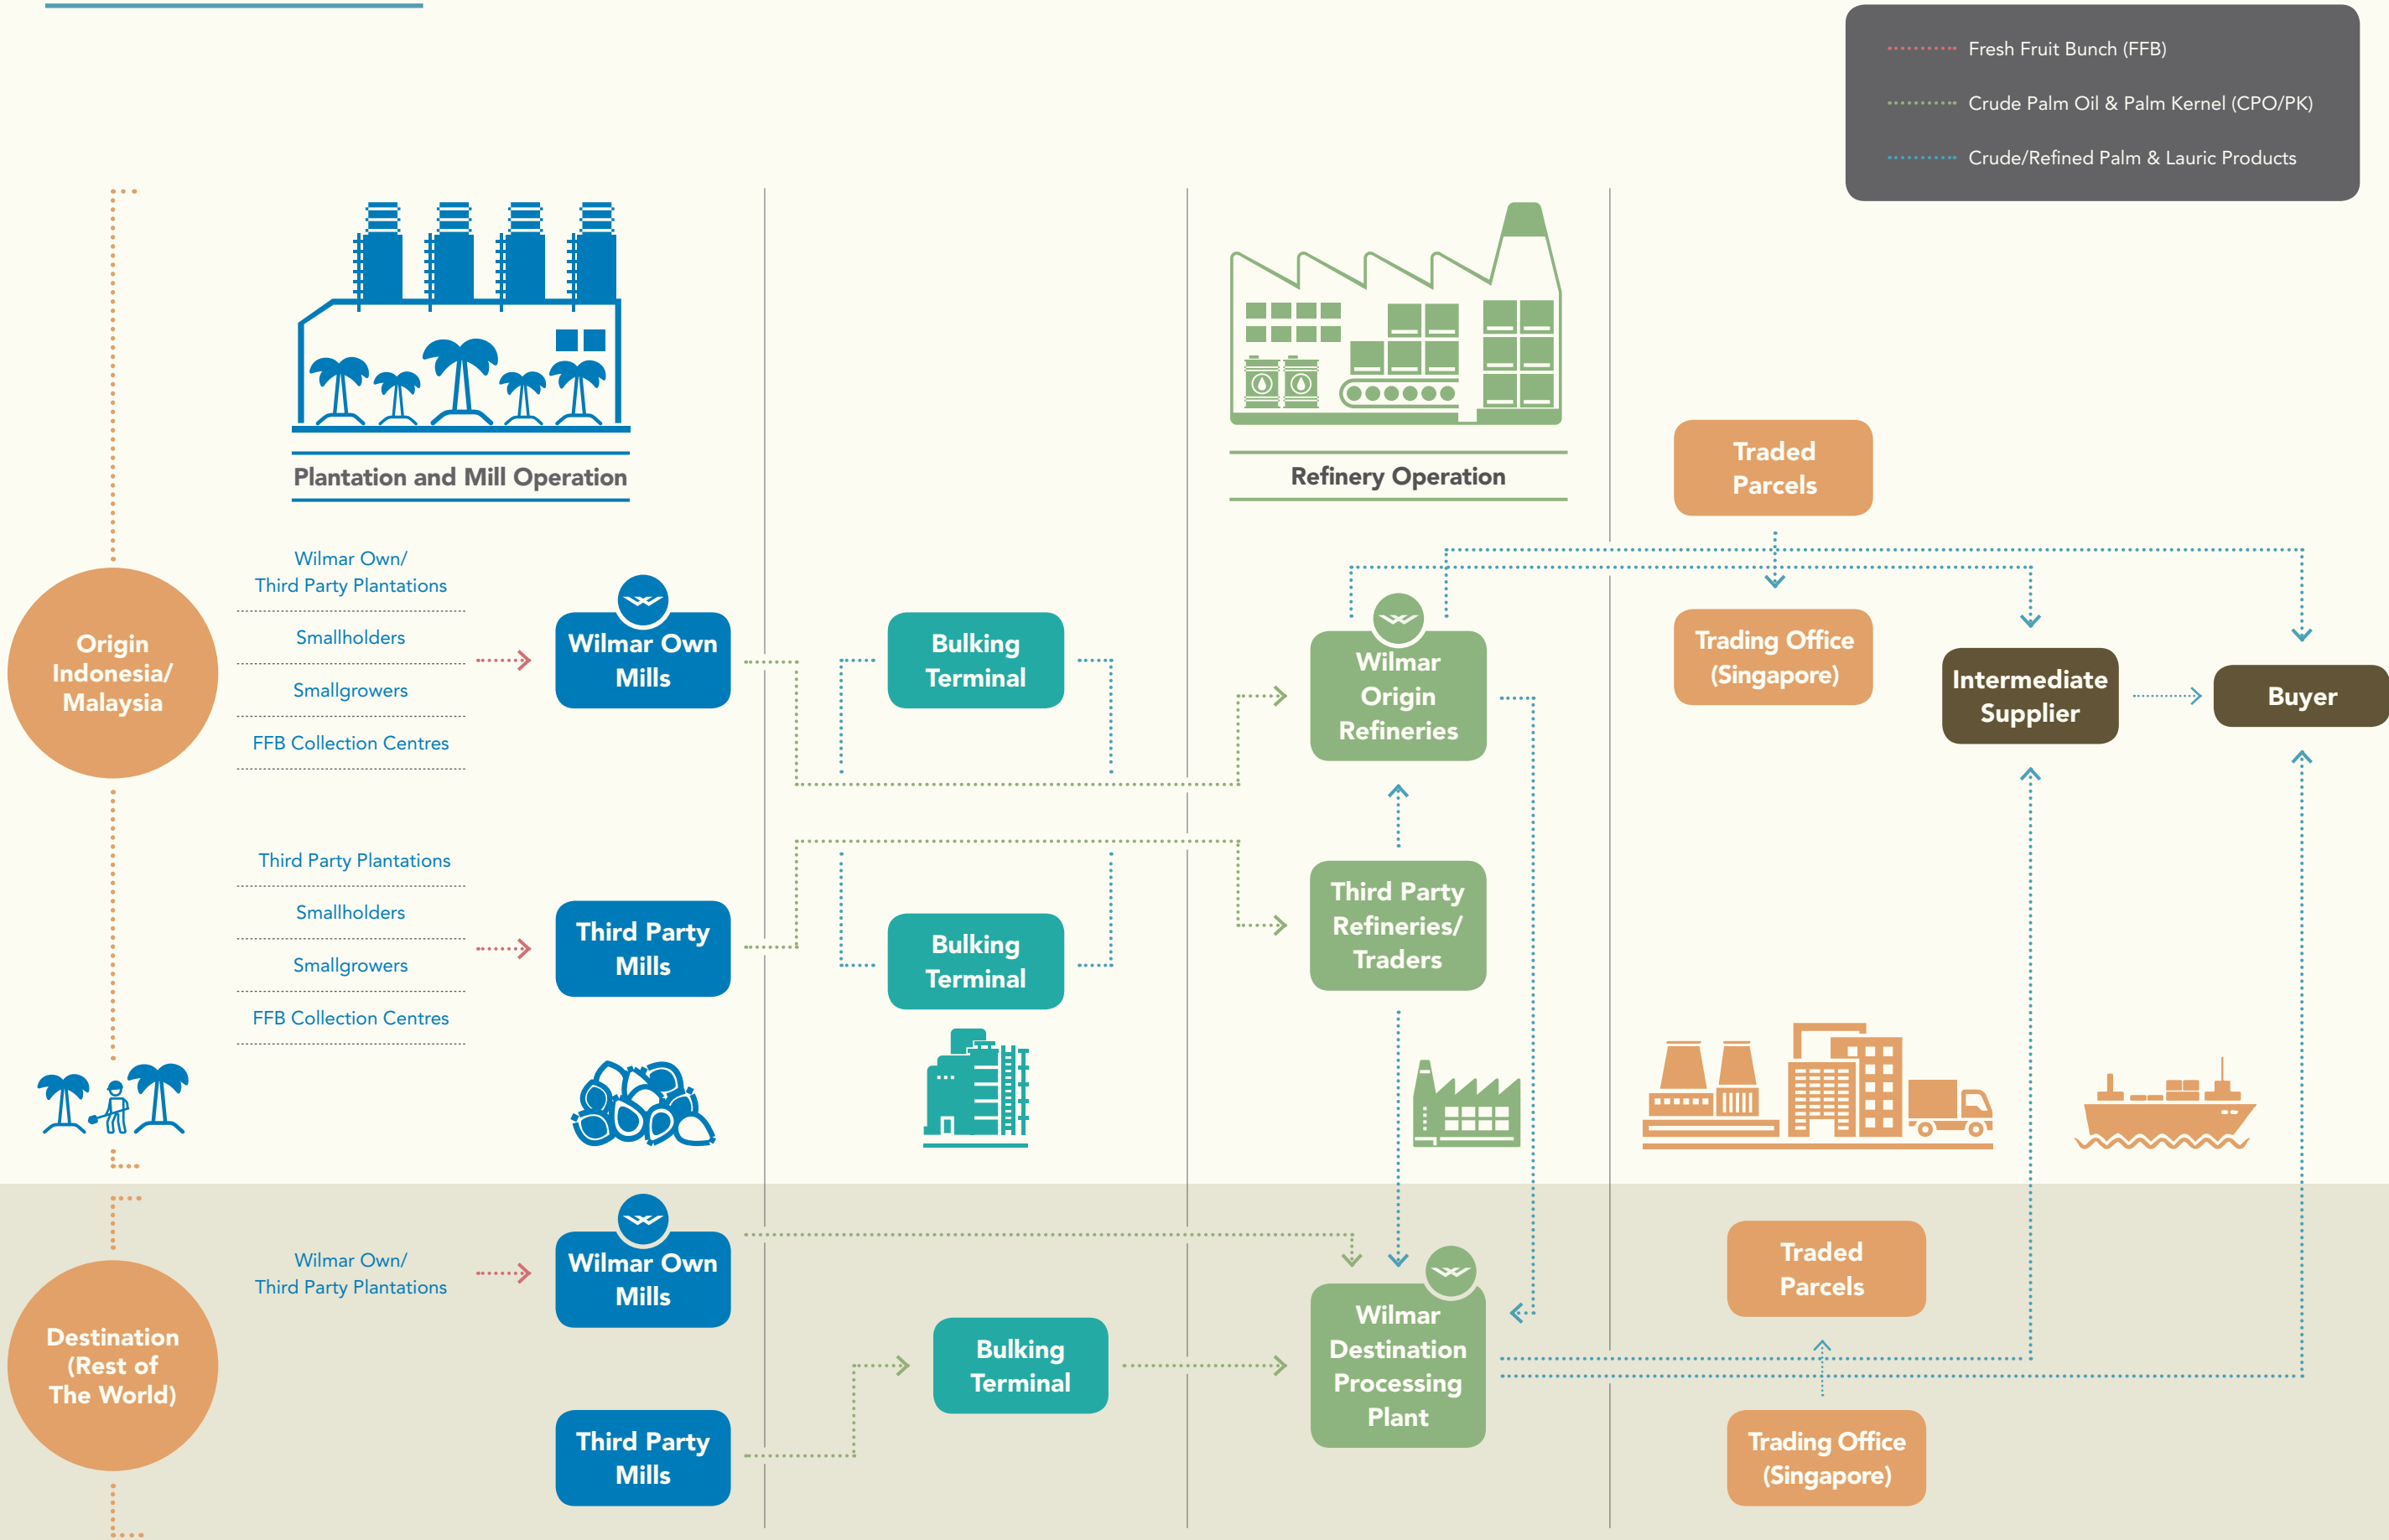 Fresh Fruit Bunch (FFB)
Crude Palm Oil & Palm Kernel (CPO/PK)
Crude/Refined Palm & Lauric Products
Plantation and Mill Operation
Refinery Operation
Traded
Parcels
Origin
Indonesia/
Malaysia
Wilmar Own/
Third Party Plantations
Smallholders
Smallgrowers
FFB Collection Centres
Wilmar Own
Mills
Bulking
Terminal
Wilmar
Origin
Refineries
Trading Office
(Singapore)
Intermediate
Supplier
Buyer
Third Party Plantations
Smallholders
Smallgrowers
FFB Collection Centres
Third Party
Mills
Bulking
Terminal
Third Party
Refineries/
Traders
Destination
(Rest of
The World)
Wilmar Own/
Third Party Plantations
Wilmar Own
Mills
Third Party
Mills
Bulking
Terminal
Wilmar
Destination
Processing
Plant
Traded
Parcels
Trading Office
(Singapore)